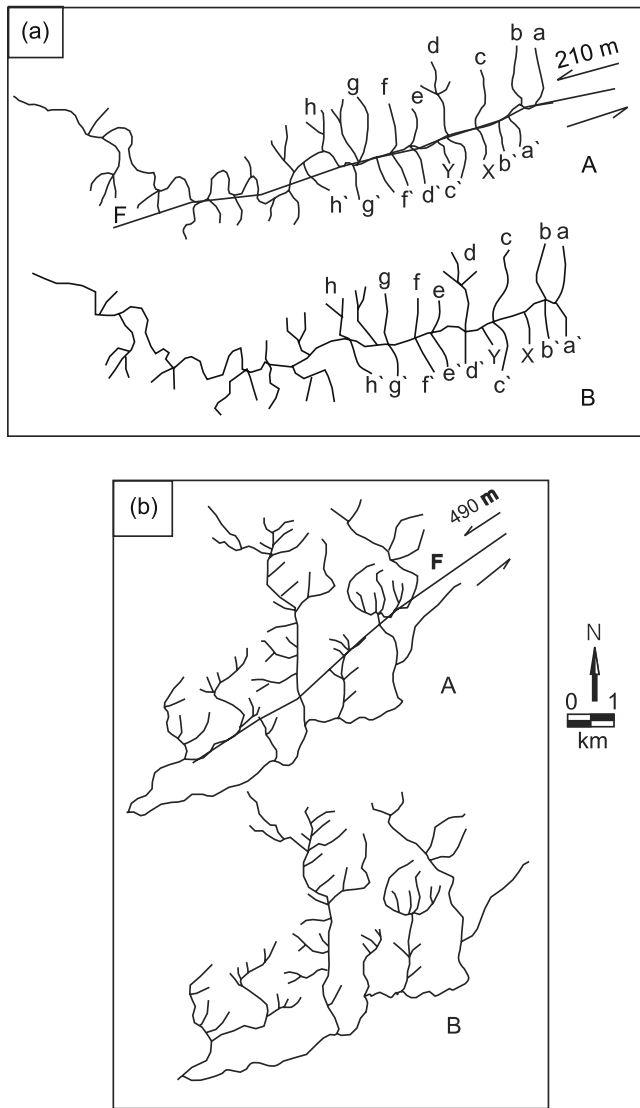 (a)
d
b a
c
g f
210 m
h
e
F
Y
X b` a`
A
h` g` f` d` c`
d
c
b a
h
g
f
e
Y
X b` a`
h` g` f` e` d` c`
B
(b)
490 m
F
A
N
0 1
km
B